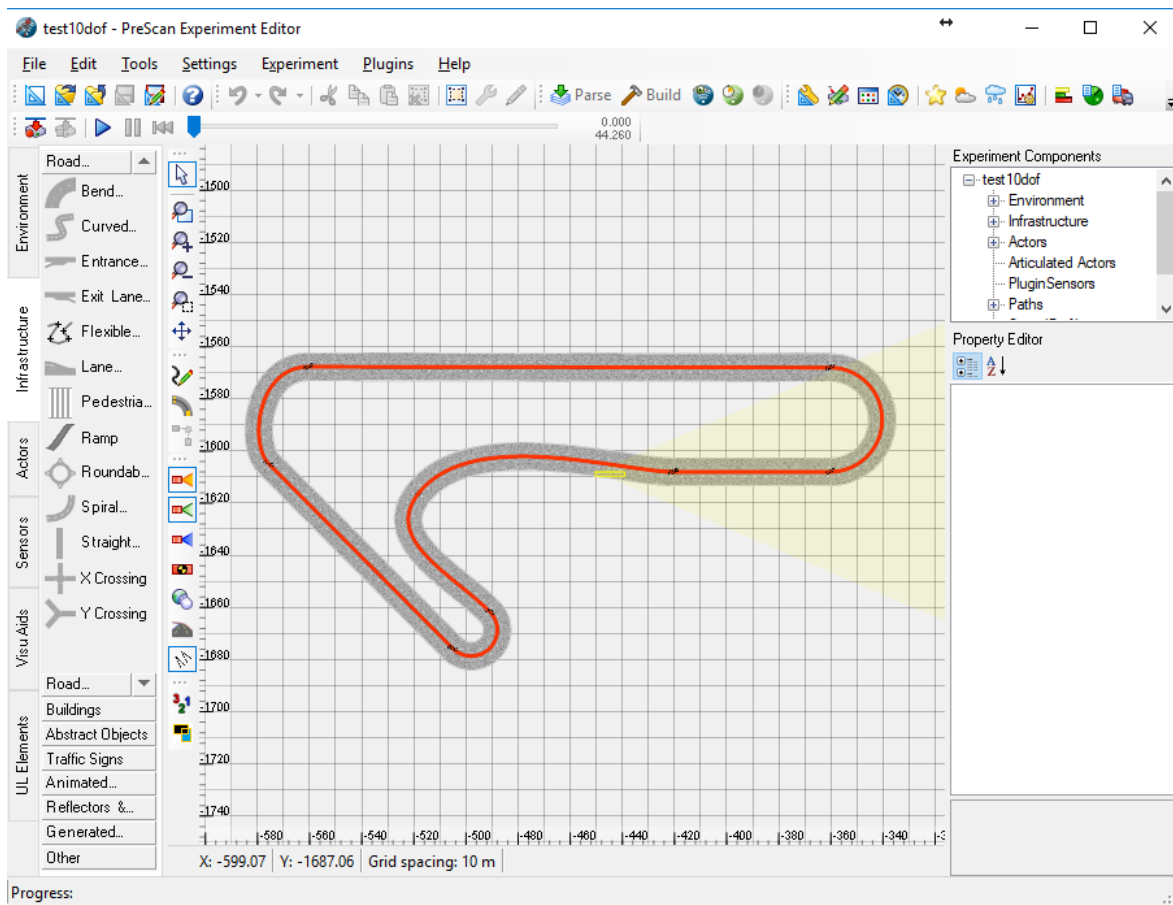 test10dof - PreScan Experiment Editor
File Edit Tools Settings Experiment Plugins Help
Parse Build
0.000
44.260
Environment
Infrastructure
Actors
Sensors
Visu Aids
UL Elements
Road...
Bend...
Curved...
Entrance...
Exit Lane...
Flexible...
Lane...
Pedestria...
Ramp
Roundab...
Spiral...
Straight...
X Crossing
Y Crossing
Road...
Buildings
Abstract Objects
Traffic Signs
Animated...
Reflectors &...
Generated...
Other
-1500
-1520
-1540
-1560
-1580
-1600
-1620
-1640
-1660
-1680
-1700
-1720
-1740
-580 -560 -540 -520 -500 -480 -460 -440 -420 -400 -380 -360 -340
X: -599.07 Y: -1687.06 Grid spacing: 10 m
Experiment Components
test10dof
Environment
Infrastructure
Actors
Articulated Actors
PluginSensors
Paths
Property Editor
Progress: